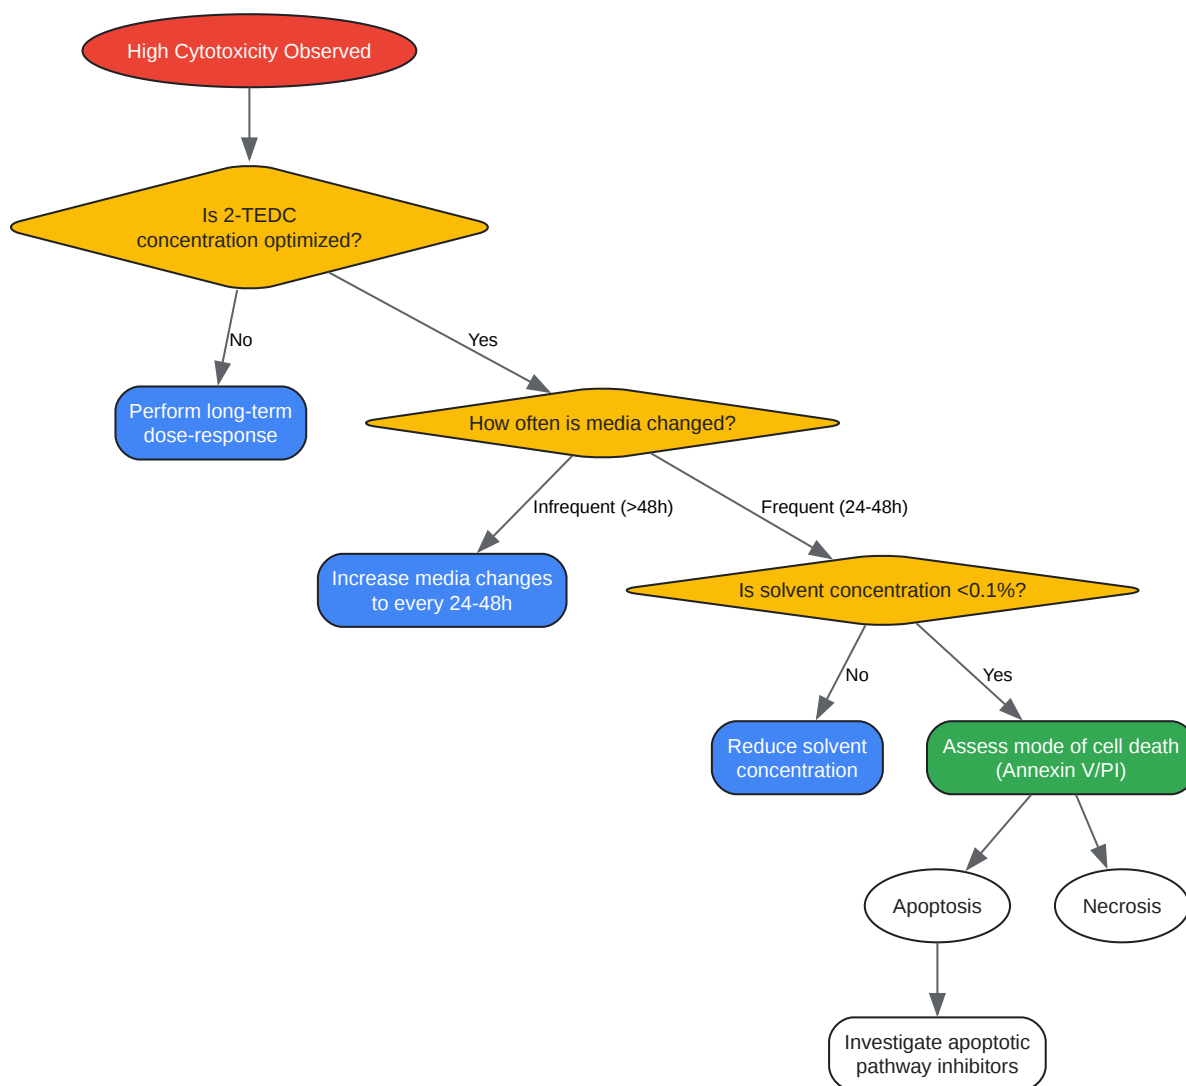 High Cytotoxicity Observed
Is 2-TEDC
concentration optimized?
No
Yes
Perform long-term
dose-response
How often is media changed?
Infrequent (>48h)
Frequent (24-48h)
Increase media changes
to every 24-48h
Is solvent concentration <0.1%?
No
Yes
Reduce solvent
concentration
Assess mode of cell death
(Annexin V/PI)
Apoptosis
Necrosis
Investigate apoptotic
pathway inhibitors